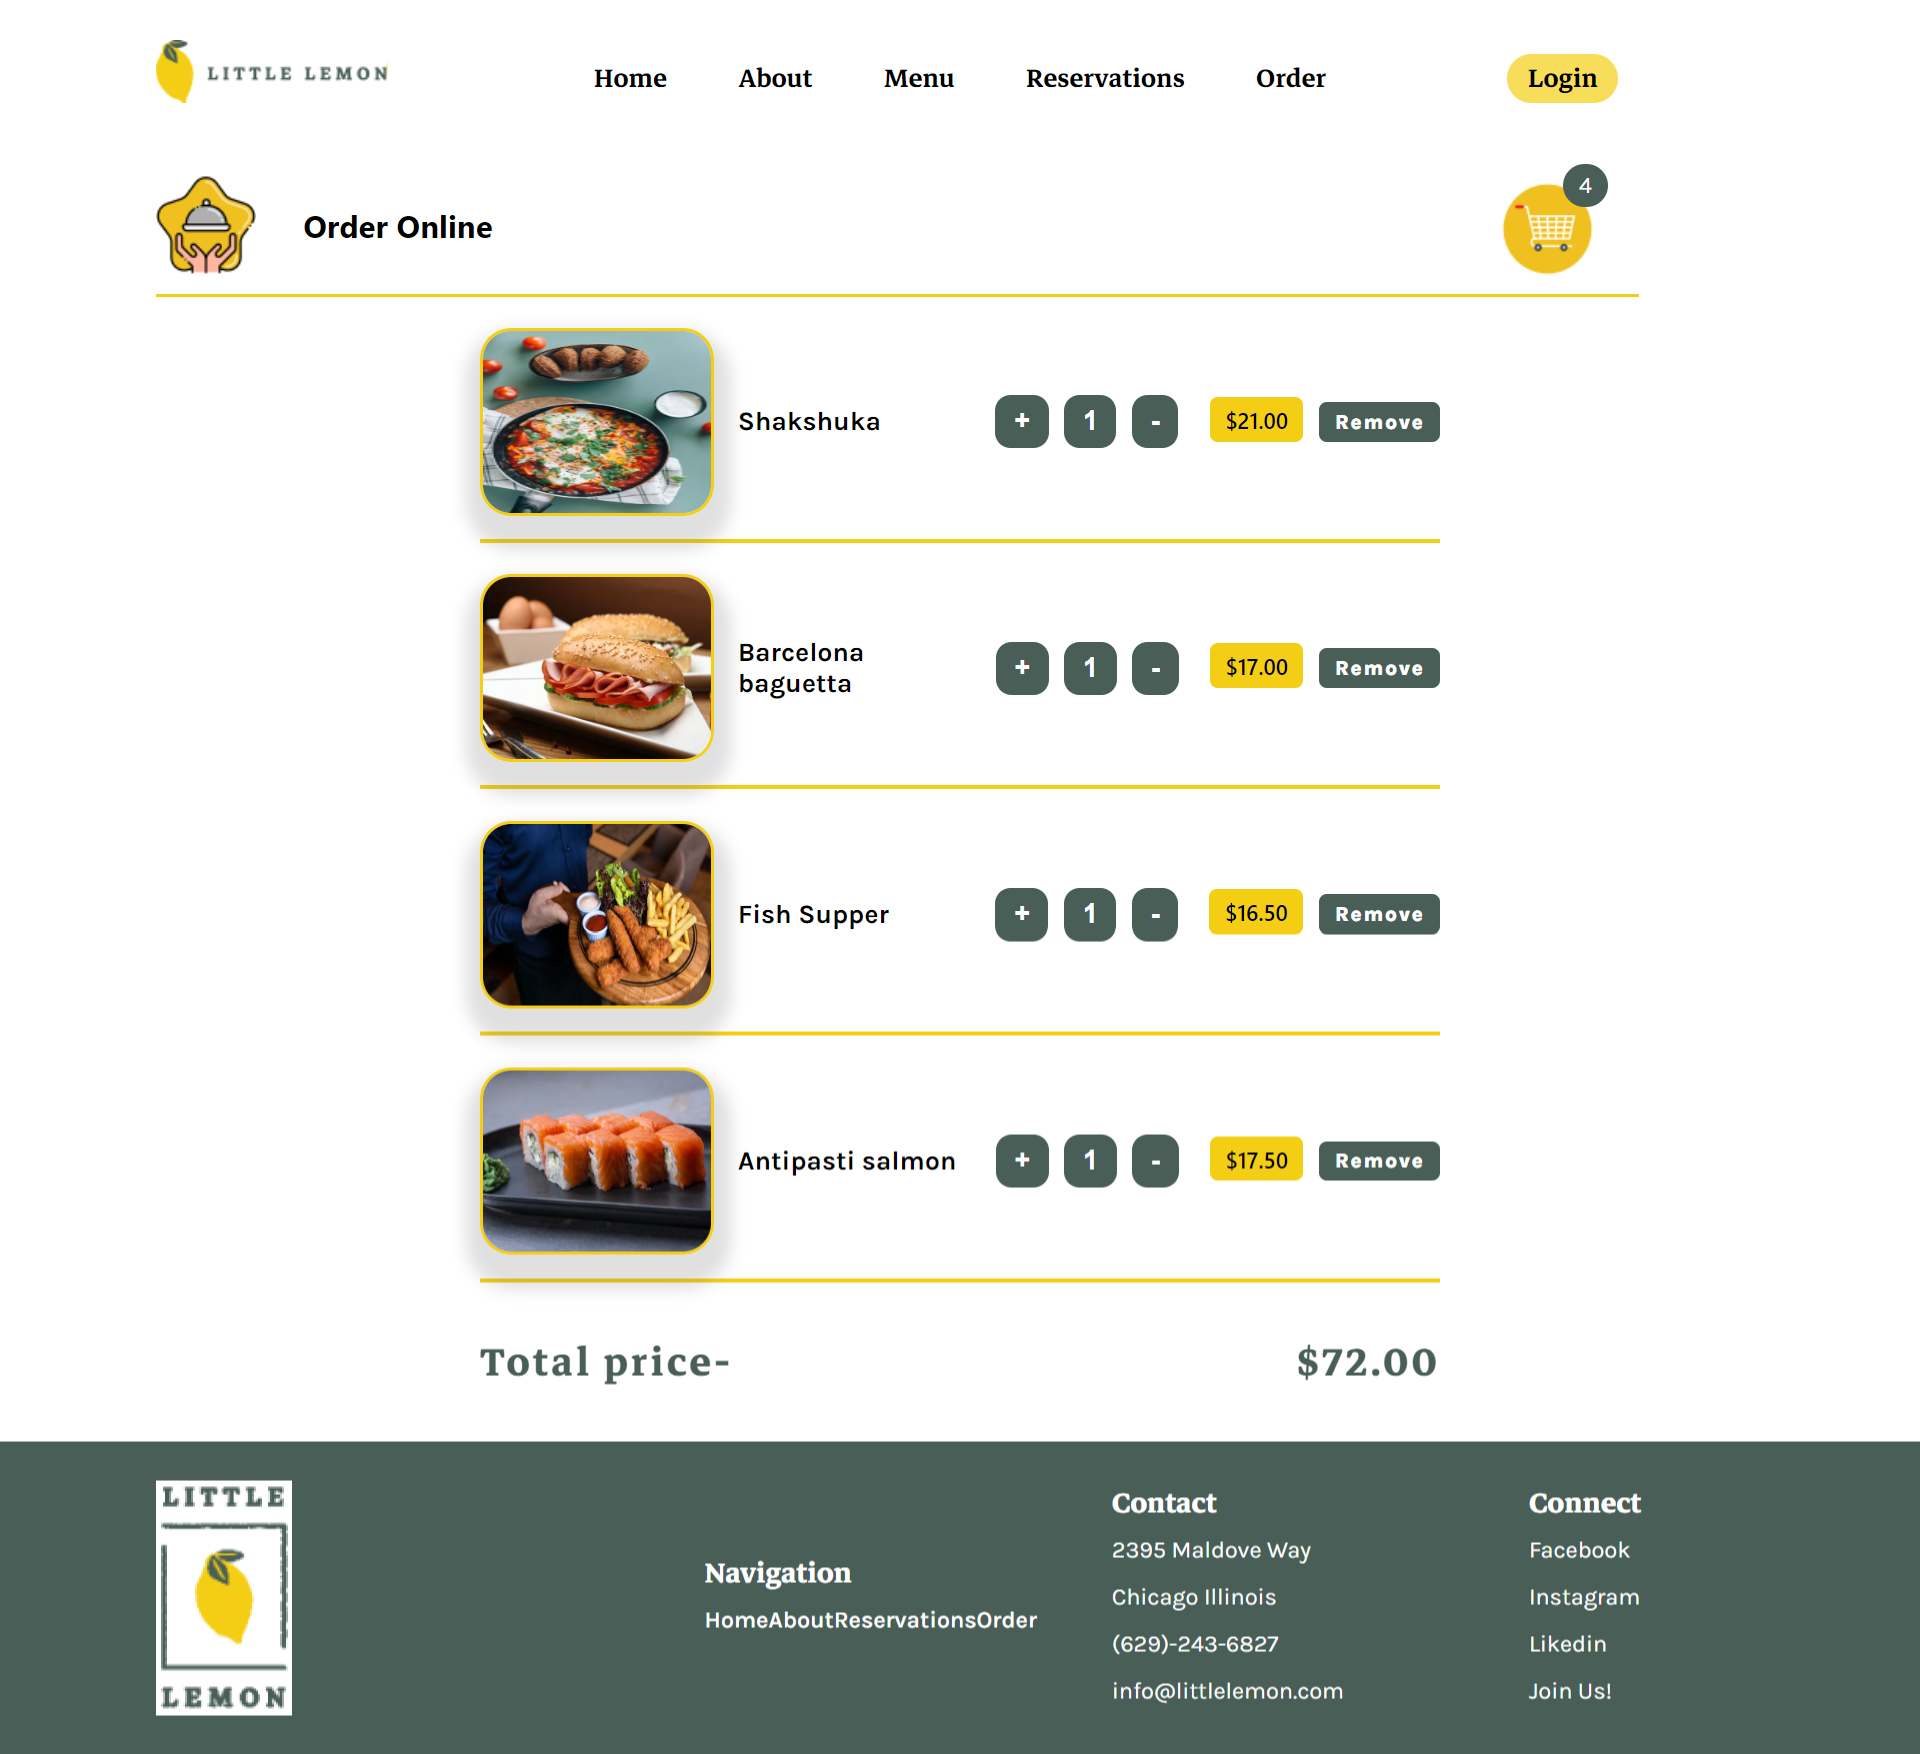 LITTLE LEMON
Home About Menu Reservations Order Login
4
Order Online
Shakshuka + 1 - $21.00 Remove
Barcelona
baguetta + 1 - $17.00 Remove
Fish Supper + 1 - $16.50 Remove
Antipasti salmon + 1 - $17.50 Remove
Total price- $72.00
LITTLE
LEMON
Navigation
HomeAboutReservationsOrder
Contact
2395 Maldove Way
Chicago Illinois
(629)-243-6827
info@littlelemon.com
Connect
Facebook
Instagram
Likedin
Join Us!